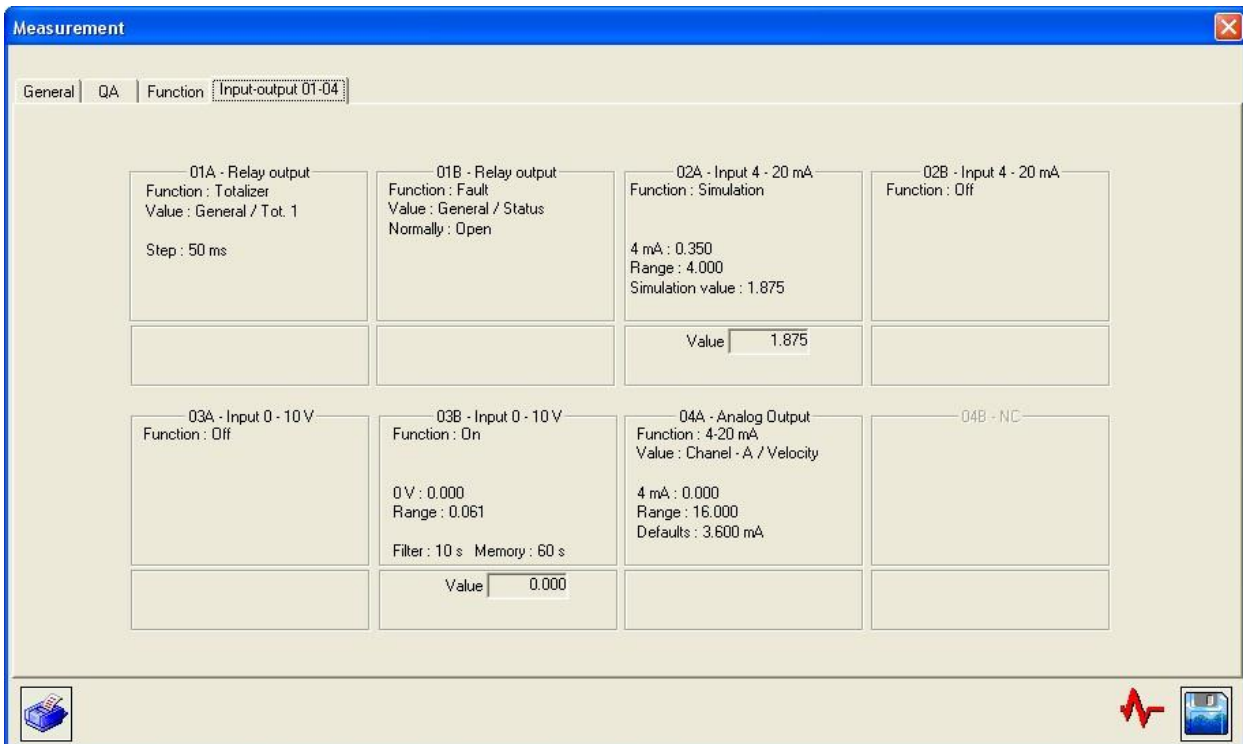 Measurement
General QA Function Input-output 01-04
01A - Relay output
Function : Totalizer
Value : General / Tot. 1
Step : 50 ms
01B - Relay output
Function : Fault
Value : General / Status
Normally : Open
02A - Input 4 - 20 mA
Function : Simulation
4 mA : 0.350
Range : 4.000
Simulation value : 1.875
Value 1.875
02B - Input 4 - 20 mA
Function : Off
03A - Input 0 - 10 V
Function : Off
03B - Input 0 - 10 V
Function : On
0 V : 0.000
Range : 0.061
Filter : 10 s Memory : 60 s
Value 0.000
04A - Analog Output
Function : 4-20 mA
Value : Chanel - A / Velocity
4 mA : 0.000
Range : 16.000
Defaults : 3.600 mA
04B - NC